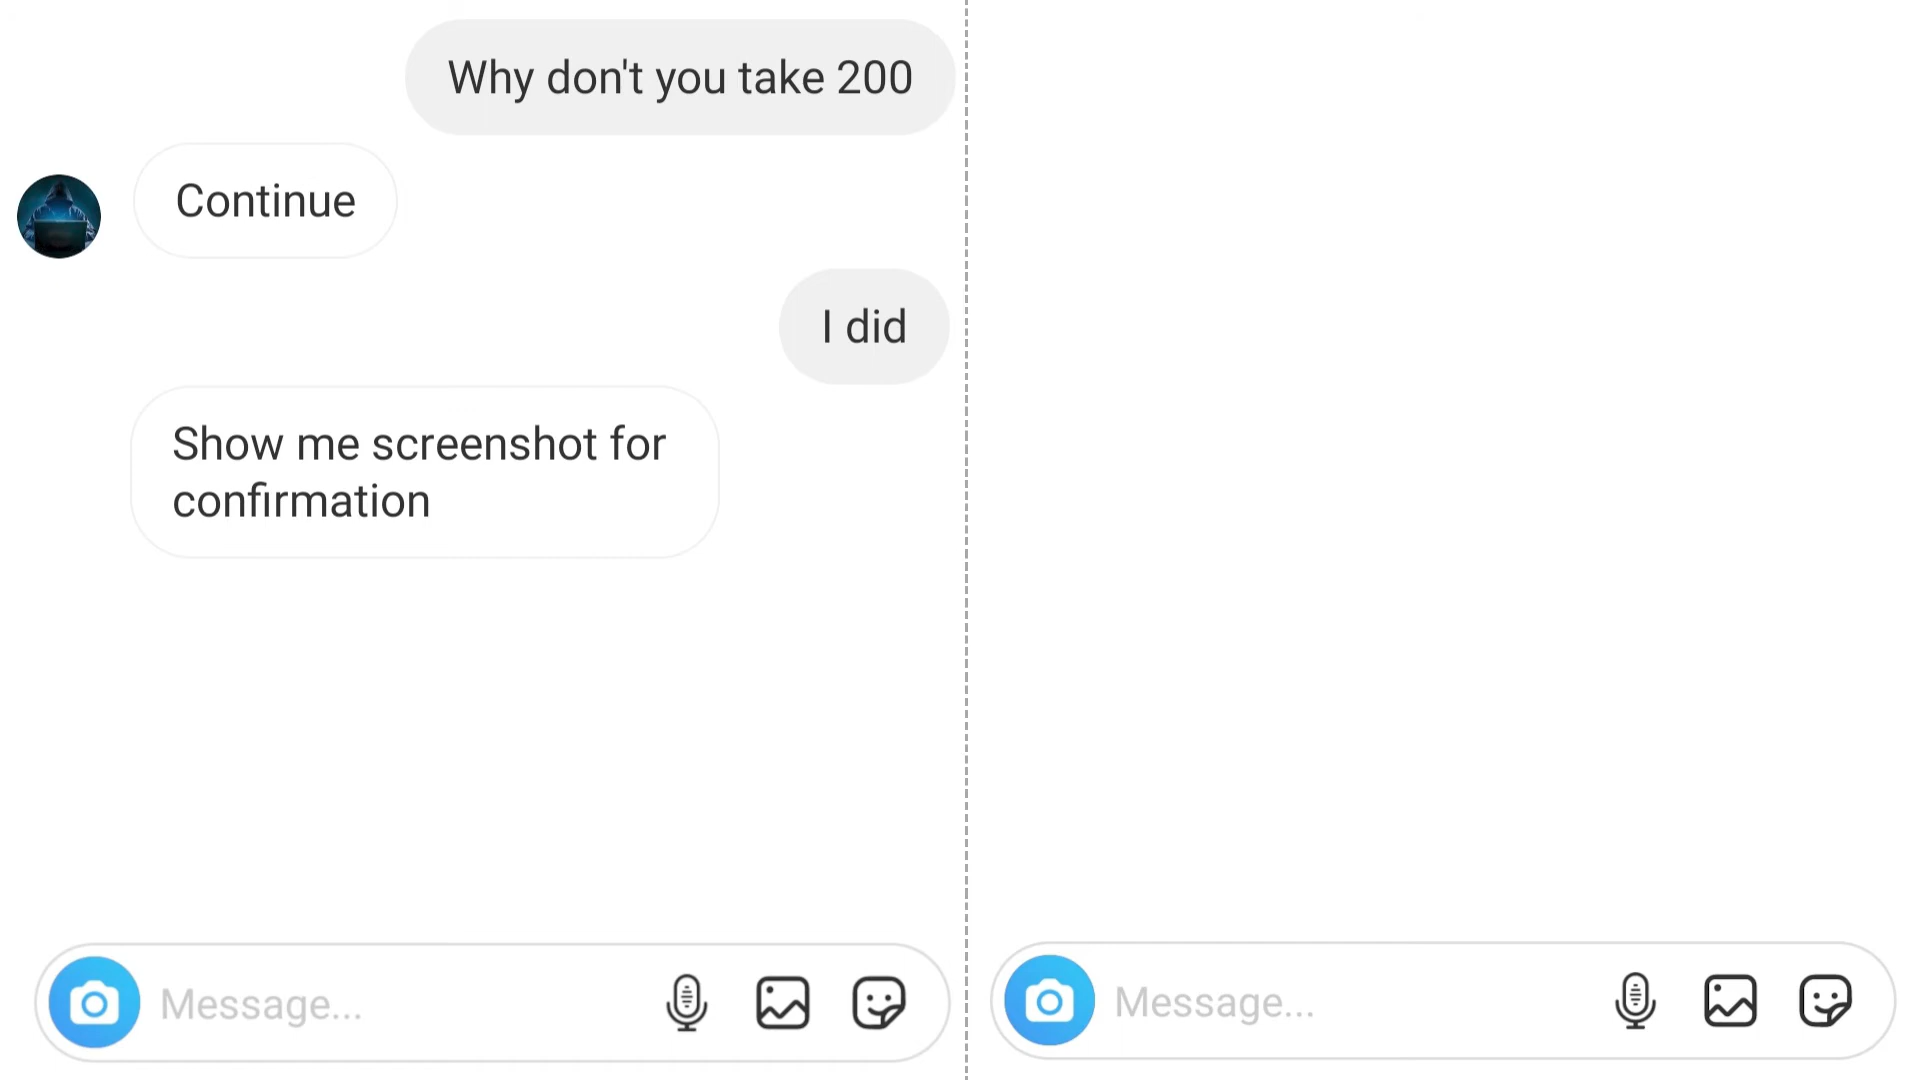 Why don't you take 200
Continue
I did
Show me screenshot for
confirmation
Message...
Message...